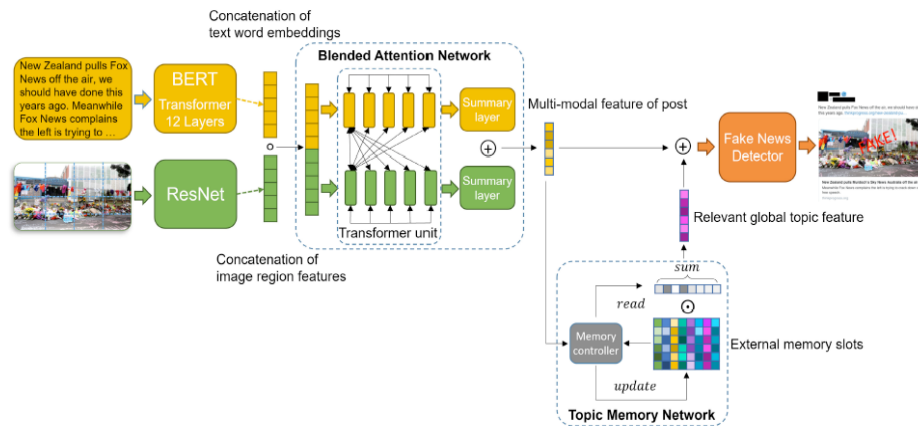 Concatenation of
text word embeddings
Blended Attention Network
New Zealand pulls Fox
News off the air, we
should have done this
years ago. Meanwhile
Fox News complains
the left is trying to …
BERT
Transformer
12 Layers
Summary
layer
Multi-modal feature of post
Fake News
Detector
FAKE!
ResNet
Summary
layer
Transformer unit
Concatenation of
image region features
Relevant global topic feature
sum
read
Memory
controller
External memory slots
update
Topic Memory Network